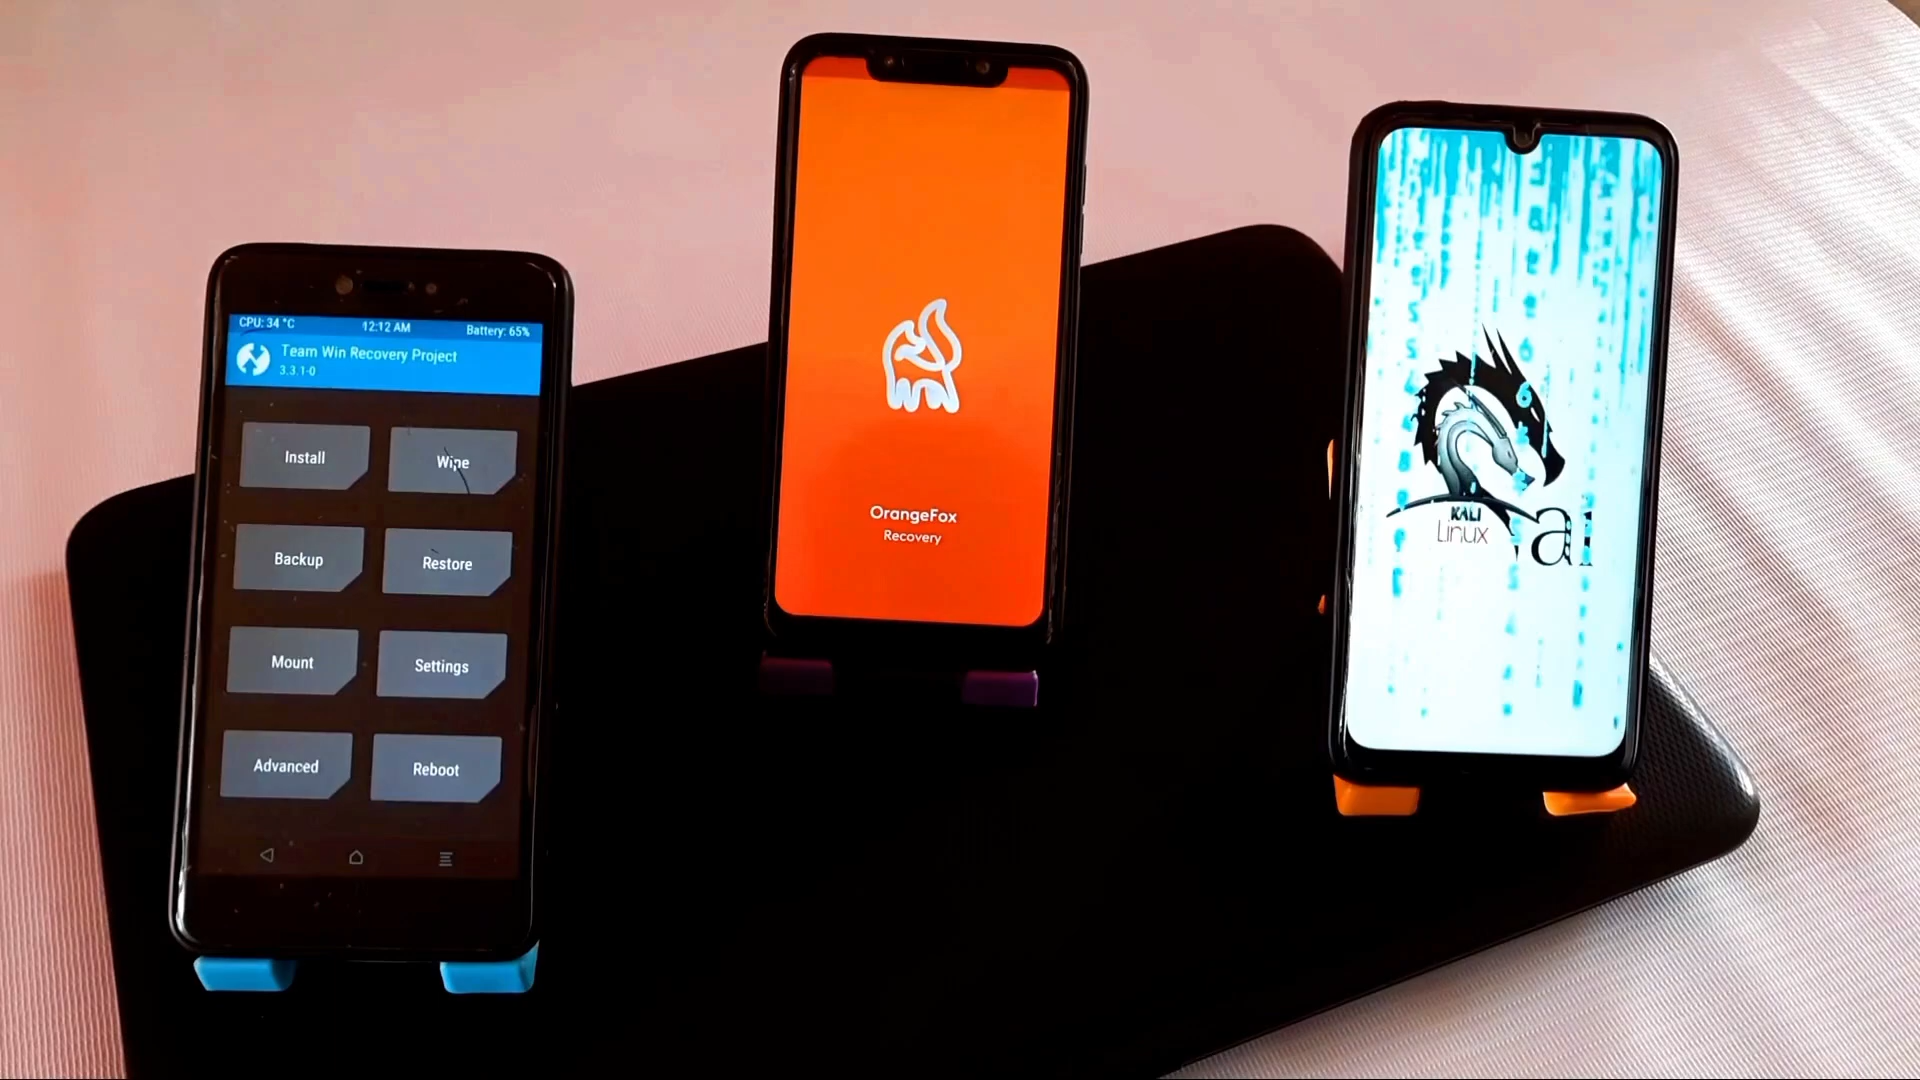 CPU: 34 °C 12:12 AM Battery: 65%
Team Win Recovery Project
3.3.1-0
Install Wipe
Backup Restore
Mount Settings
Advanced Reboot
OrangeFox
Recovery
KALI
Linux